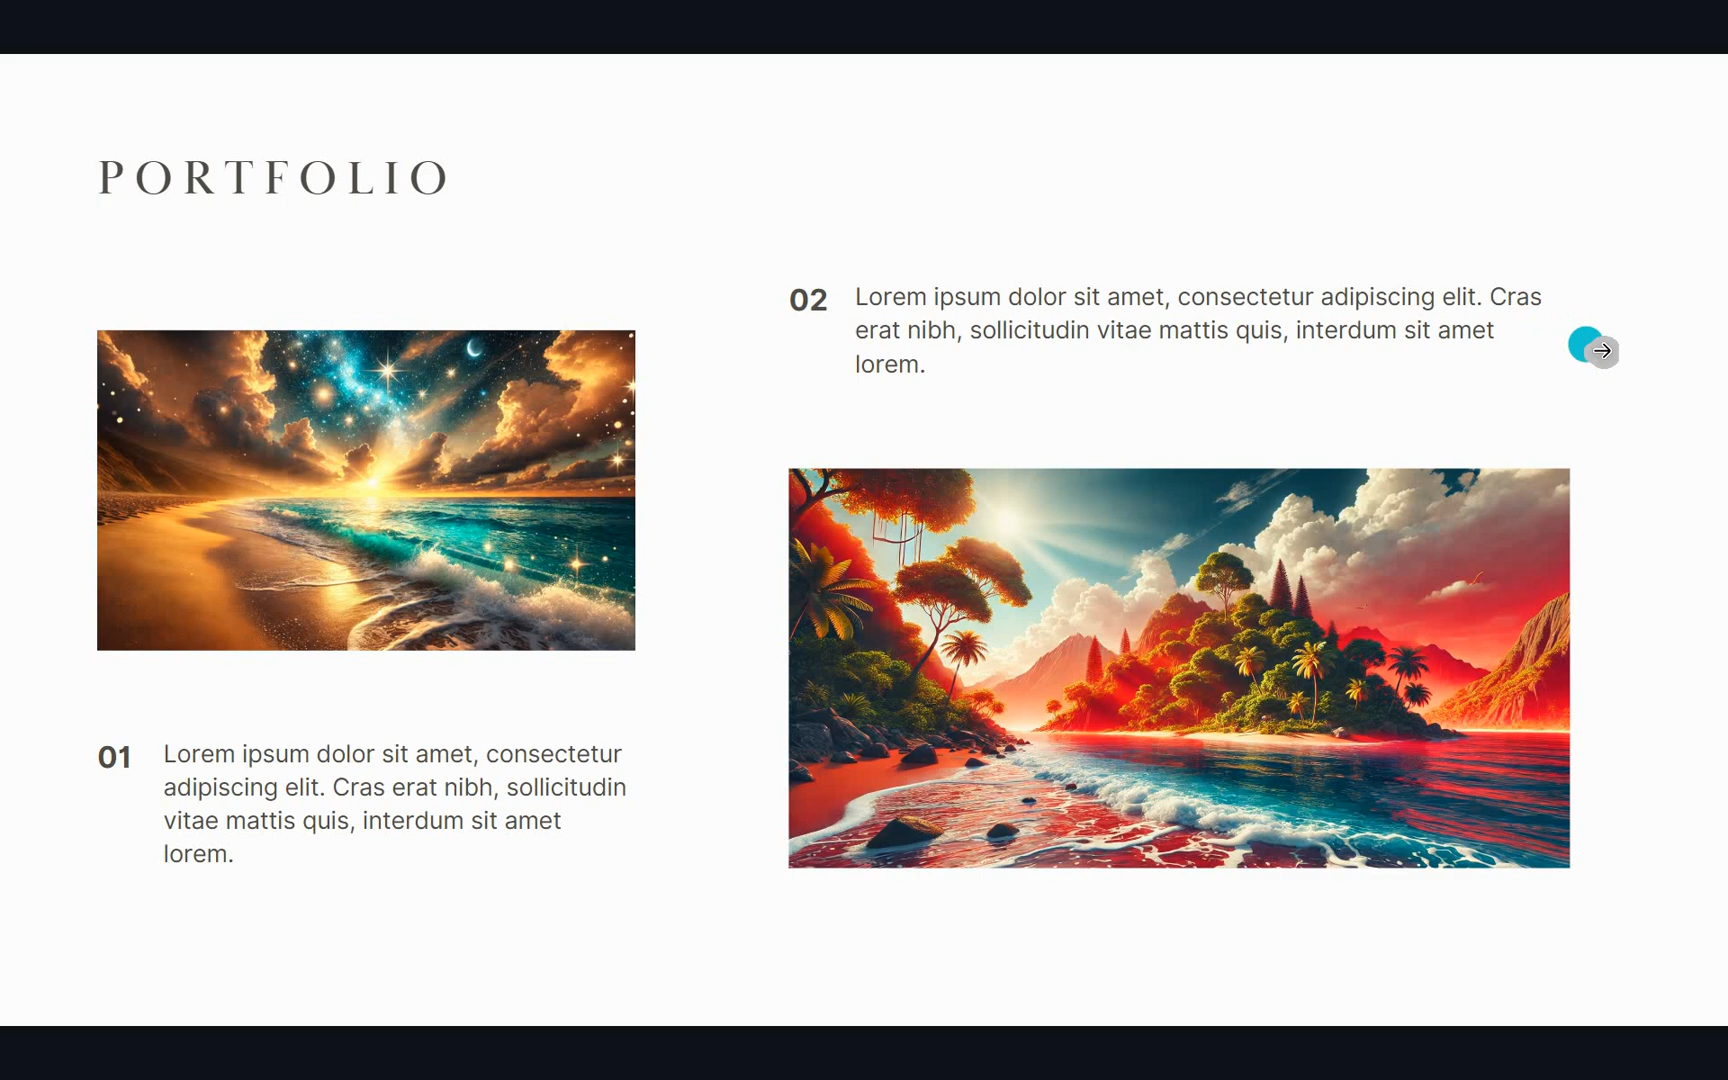 PORTFOLIO
01 Lorem ipsum dolor sit amet, consectetur
adipiscing elit. Cras erat nibh, sollicitudin
vitae mattis quis, interdum sit amet
lorem.
02 Lorem ipsum dolor sit amet, consectetur adipiscing elit. Cras
erat nibh, sollicitudin vitae mattis quis, interdum sit amet
lorem.